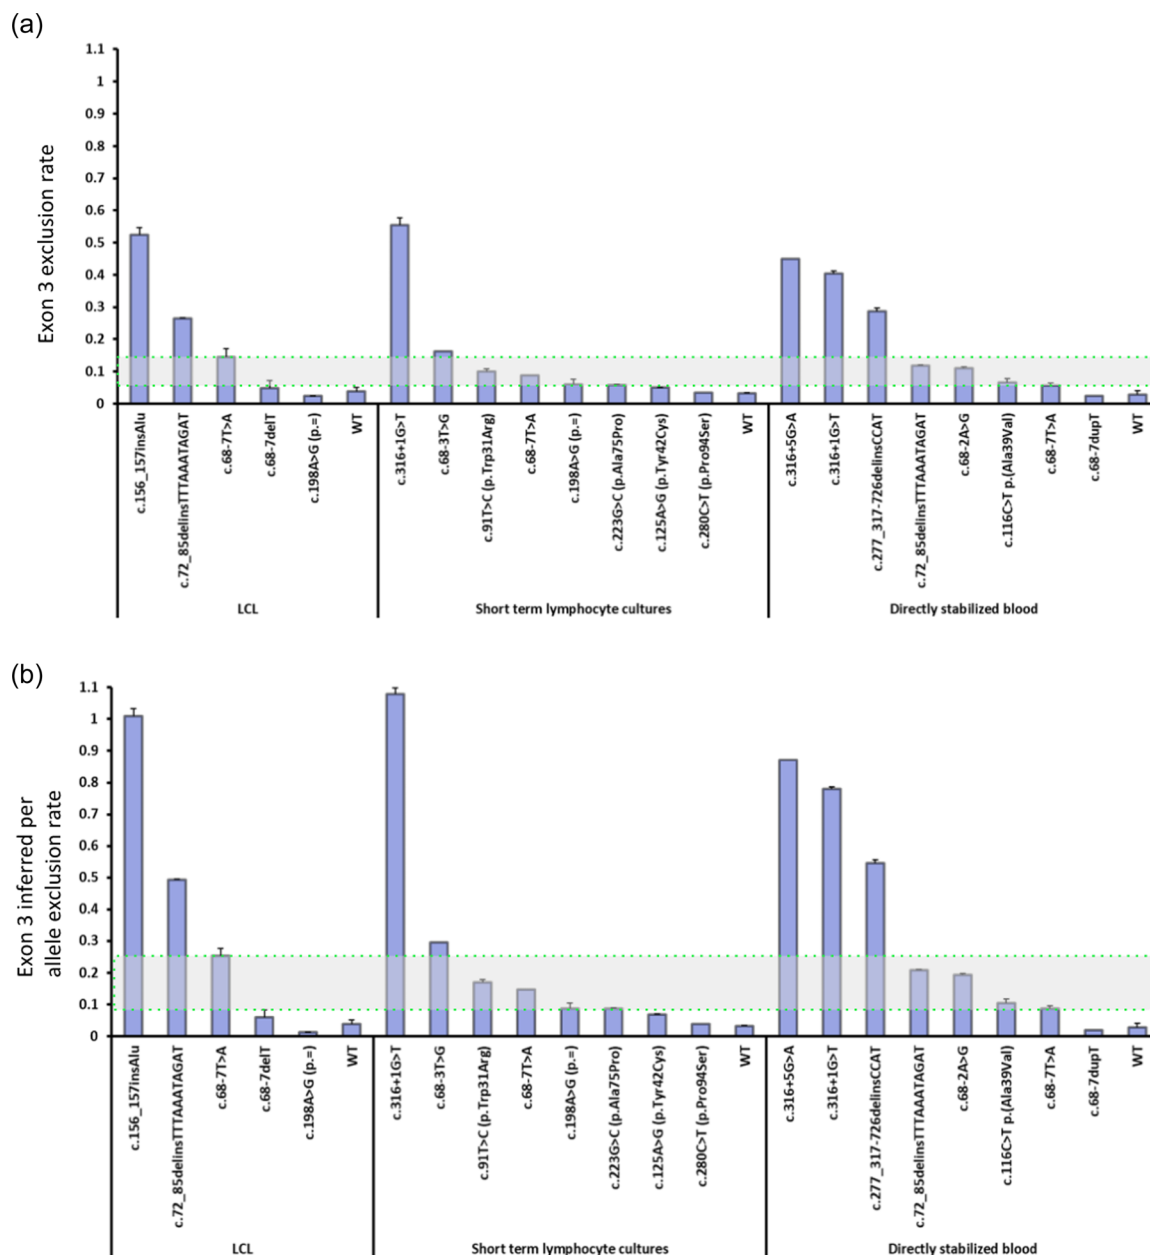 (a)
Exon 3 exclusion rate
1.1
1
0.9
0.8
0.7
0.6
0.5
0.4
0.3
0.2
0.1
0
c.156_157insAlu
c.72_85delinsTTTAAATAGAT
c.68-7T>A
c.68-7delT
c.198A>G (p.=)
WT
c.316+1G>T
c.68-3T>G
c.91T>C (p.Trp31Arg)
c.68-7T>A
c.198A>G (p.=)
c.223G>C (p.Ala75Pro)
c.125A>G (p.Tyr42Cys)
c.280C>T (p.Pro94Ser)
WT
c.316+5G>A
c.316+1G>T
c.277_317-726delinsCCAT
c.72_85delinsTTTAAATAGAT
c.68-2A>G
c.116C>T p.(Ala39Val)
c.68-7T>A
c.68-7dupT
WT
LCL
Short term lymphocyte cultures
Directly stabilized blood
(b)
Exon 3 inferred per
allele exclusion rate
1.1
1
0.9
0.8
0.7
0.6
0.5
0.4
0.3
0.2
0.1
0
c.156_157insAlu
c.72_85delinsTTTAAATAGAT
c.68-7T>A
c.68-7delT
c.198A>G (p.=)
WT
c.316+1G>T
c.68-3T>G
c.91T>C (p.Trp31Arg)
c.68-7T>A
c.198A>G (p.=)
c.223G>C (p.Ala75Pro)
c.125A>G (p.Tyr42Cys)
c.280C>T (p.Pro94Ser)
WT
c.316+5G>A
c.316+1G>T
c.277_317-726delinsCCAT
c.72_85delinsTTTAAATAGAT
c.68-2A>G
c.116C>T p.(Ala39Val)
c.68-7T>A
c.68-7dupT
WT
LCL
Short term lymphocyte cultures
Directly stabilized blood